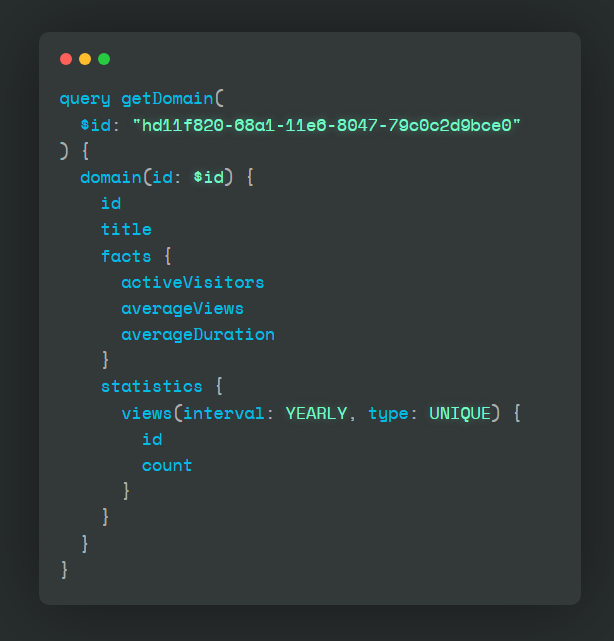 query getDomain(
$id: "hd11f820-68a1-11e6-8047-79c0c2d9bce0"
) {
domain(id: $id) {
id
title
facts {
activeVisitors
averageViews
averageDuration
}
statistics {
views(interval: YEARLY, type: UNIQUE) {
id
count
}
}
}
}